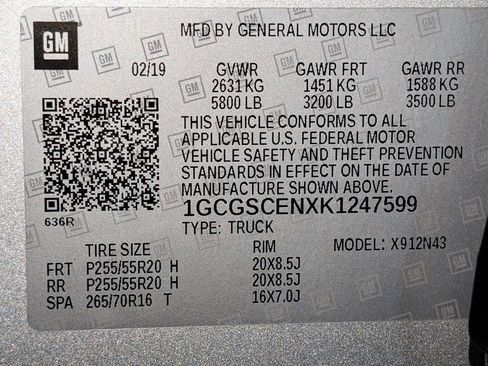 GM
MFD BY GENERAL MOTORS LLC
02/19 GVWR GAWR FRT GAWR RR
2631 KG 1451 KG 1588 KG
5800 LB 3200 LB 3500 LB
THIS VEHICLE CONFORMS TO ALL
APPLICABLE U.S. FEDERAL MOTOR
VEHICLE SAFETY AND THEFT PREVENTION
STANDARDS IN EFFECT ON THE DATE OF
MANUFACTURE SHOWN ABOVE.
636R
1GCGSCENXK1247599
TYPE: TRUCK
TIRE SIZE RIM MODEL: X912N43
FRT P255/55R20 H 20X8.5J
RR P255/55R20 H 20X8.5J
SPA 265/70R16 T 16X7.0J